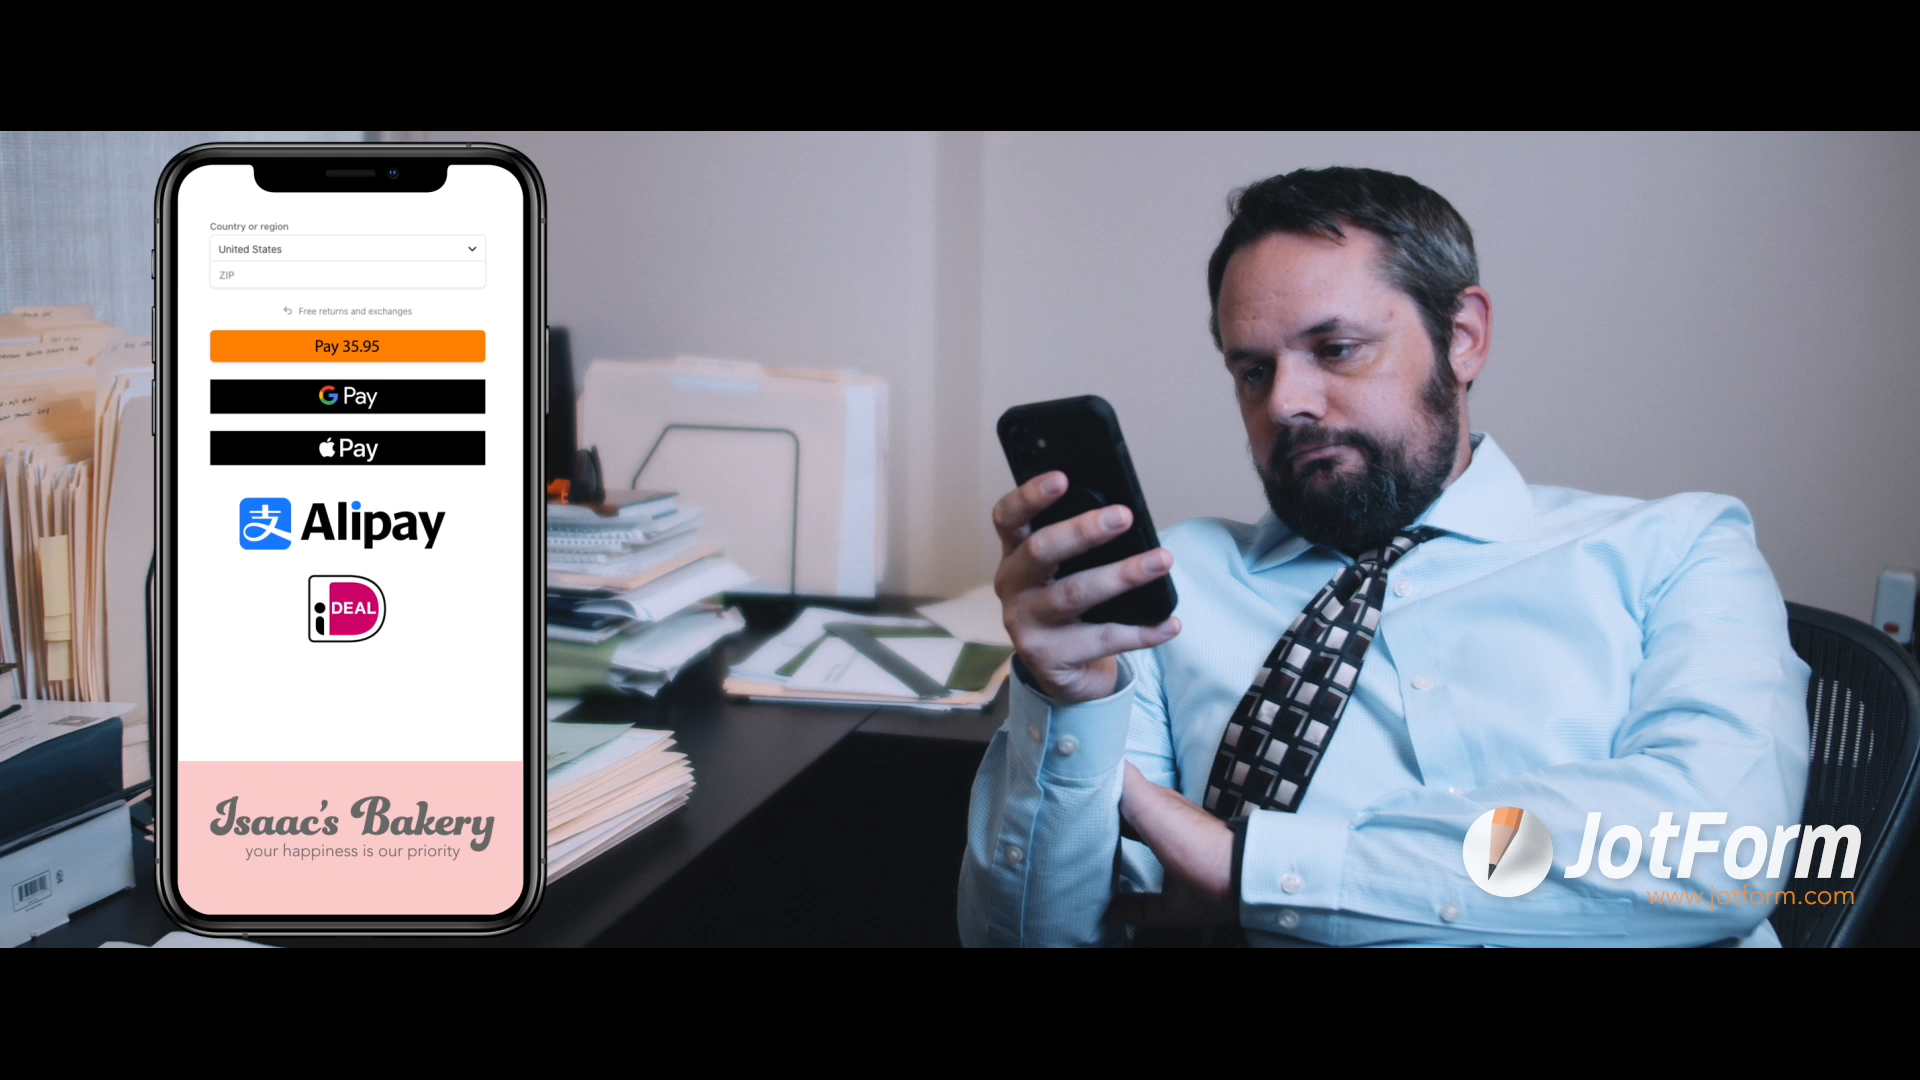 Country or region
United States
ZIP
Free returns and exchanges
Pay 35.95
G Pay
Pay
支 Alipay
iDEAL
Isaac's Bakery
your happiness is our priority
JotForm
www.jotform.com